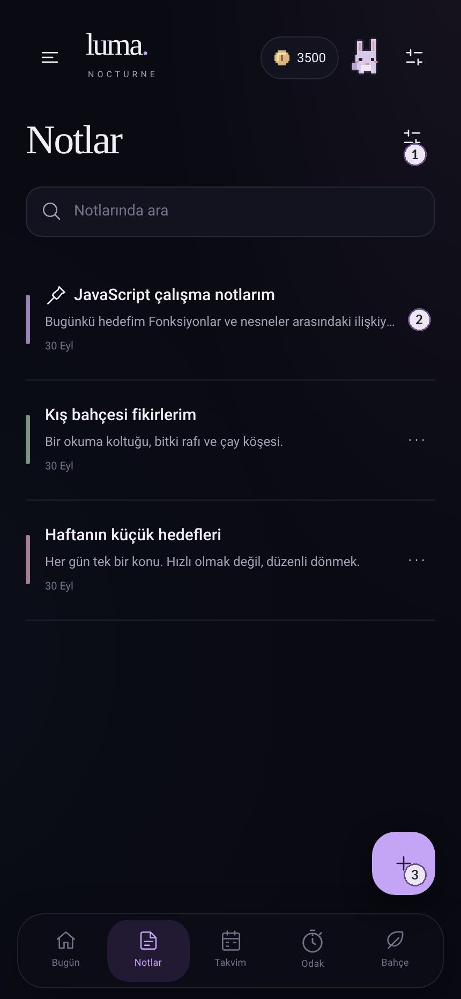 luma.
NOCTURNE
3500
Notlar
1
Notlarında ara
JavaScript çalışma notlarım
Bugünkü hedefim Fonksiyonlar ve nesneler arasındaki ilişkiy...
2
30 Eyl
Kış bahçesi fikirlerim
Bir okuma koltuğu, bitki rafı ve çay köşesi.
30 Eyl
Haftanın küçük hedefleri
Her gün tek bir konu. Hızlı olmak değil, düzenli dönmek.
30 Eyl
3
Bugün
Notlar
Takvim
Odak
Bahçe